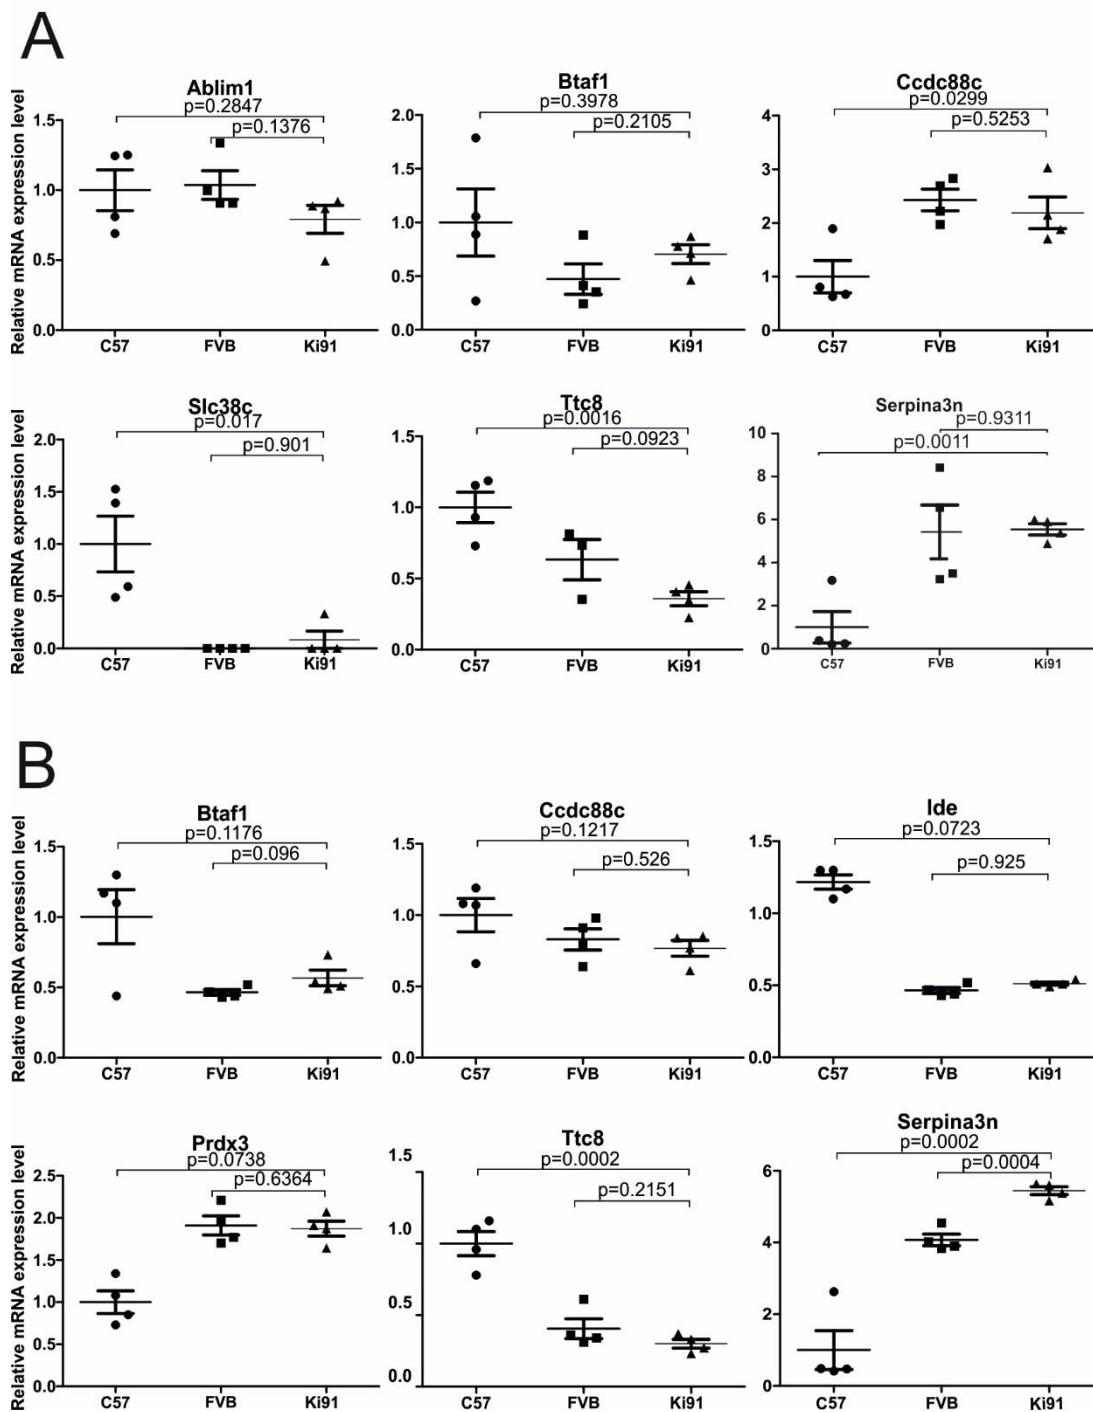 A
Ablim1
p=0.2847
p=0.1376
Relative mRNA expression level
1.5
1.0
0.5
0.0
C57 FVB Ki91
Btaf1
p=0.3978
p=0.2105
2.0
1.5
1.0
0.5
0.0
C57 FVB Ki91
Ccdc88c
p=0.0299
p=0.5253
4
3
2
1
0
C57 FVB Ki91
Slc38c
p=0.017
p=0.901
Relative mRNA expression level
2.0
1.5
1.0
0.5
0.0
C57 FVB Ki91
Ttc8
p=0.0016
p=0.0923
1.5
1.0
0.5
0.0
C57 FVB Ki91
Serpina3n
p=0.9311
p=0.0011
10
8
6
4
2
0
C57 FVB Ki91
B
Btaf1
p=0.1176
p=0.096
Relative mRNA expression level
1.5
1.0
0.5
0.0
C57 FVB Ki91
Ccdc88c
p=0.1217
p=0.526
1.5
1.0
0.5
0.0
C57 FVB Ki91
Ide
p=0.0723
p=0.925
1.5
1.0
0.5
0.0
C57 FVB Ki91
Prdx3
p=0.0738
p=0.6364
Relative mRNA expression level
2.5
2.0
1.5
1.0
0.5
0.0
C57 FVB Ki91
Ttc8
p=0.0002
p=0.2151
1.5
1.0
0.5
0.0
C57 FVB Ki91
Serpina3n
p=0.0002
p=0.0004
6
4
2
0
C57 FVB Ki91